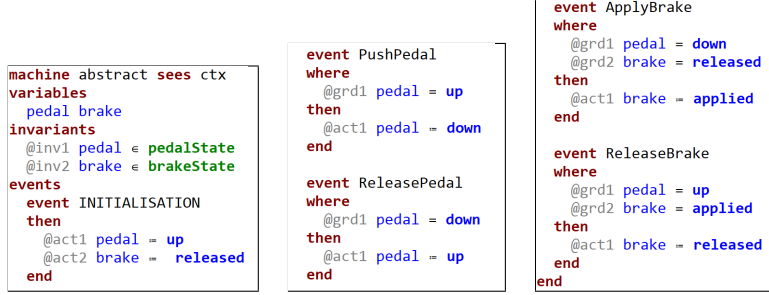 machine abstract sees ctx
variables
pedal brake
invariants
@inv1 pedal ∈ pedalState
@inv2 brake ∈ brakeState
events
event INITIALISATION
then
@act1 pedal ≔ up
@act2 brake ≔ released
end
event PushPedal
where
@grd1 pedal = up
then
@act1 pedal ≔ down
end
event ReleasePedal
where
@grd1 pedal = down
then
@act1 pedal ≔ up
end
event ApplyBrake
where
@grd1 pedal = down
@grd2 brake = released
then
@act1 brake ≔ applied
end
event ReleaseBrake
where
@grd1 pedal = up
@grd2 brake = applied
then
@act1 brake ≔ released
end
end